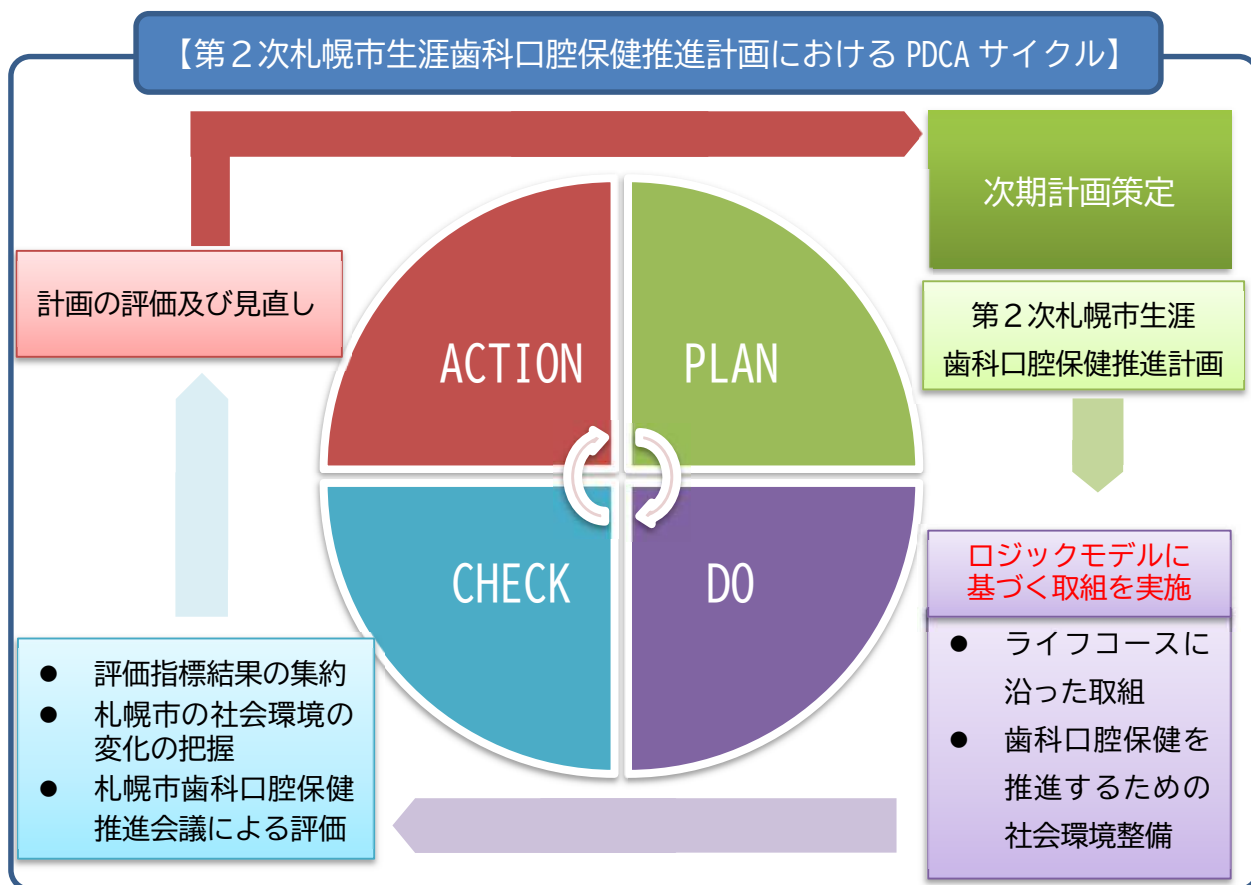 【第２次札幌市生涯歯科口腔保健推進計画における PDCA サイクル】
次期計画策定
計画の評価及び見直し
第２次札幌市生涯
歯科口腔保健推進計画
ACTION
PLAN
CHECK
DO
ロジックモデルに
基づく取組を実施
● ライフコースに
沿った取組
● 歯科口腔保健を
推進するための
社会環境整備
● 評価指標結果の集約
● 札幌市の社会環境の
変化の把握
● 札幌市歯科口腔保健
推進会議による評価